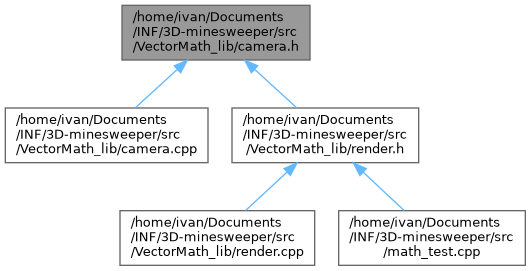 /home/ivan/Documents
/INF/3D-minesweeper/src
/VectorMath_lib/camera.h
/home/ivan/Documents
/INF/3D-minesweeper/src
/VectorMath_lib/camera.cpp
/home/ivan/Documents
/INF/3D-minesweeper/src
/VectorMath_lib/render.h
/home/ivan/Documents
/INF/3D-minesweeper/src
/VectorMath_lib/render.cpp
/home/ivan/Documents
/INF/3D-minesweeper/src
/math_test.cpp